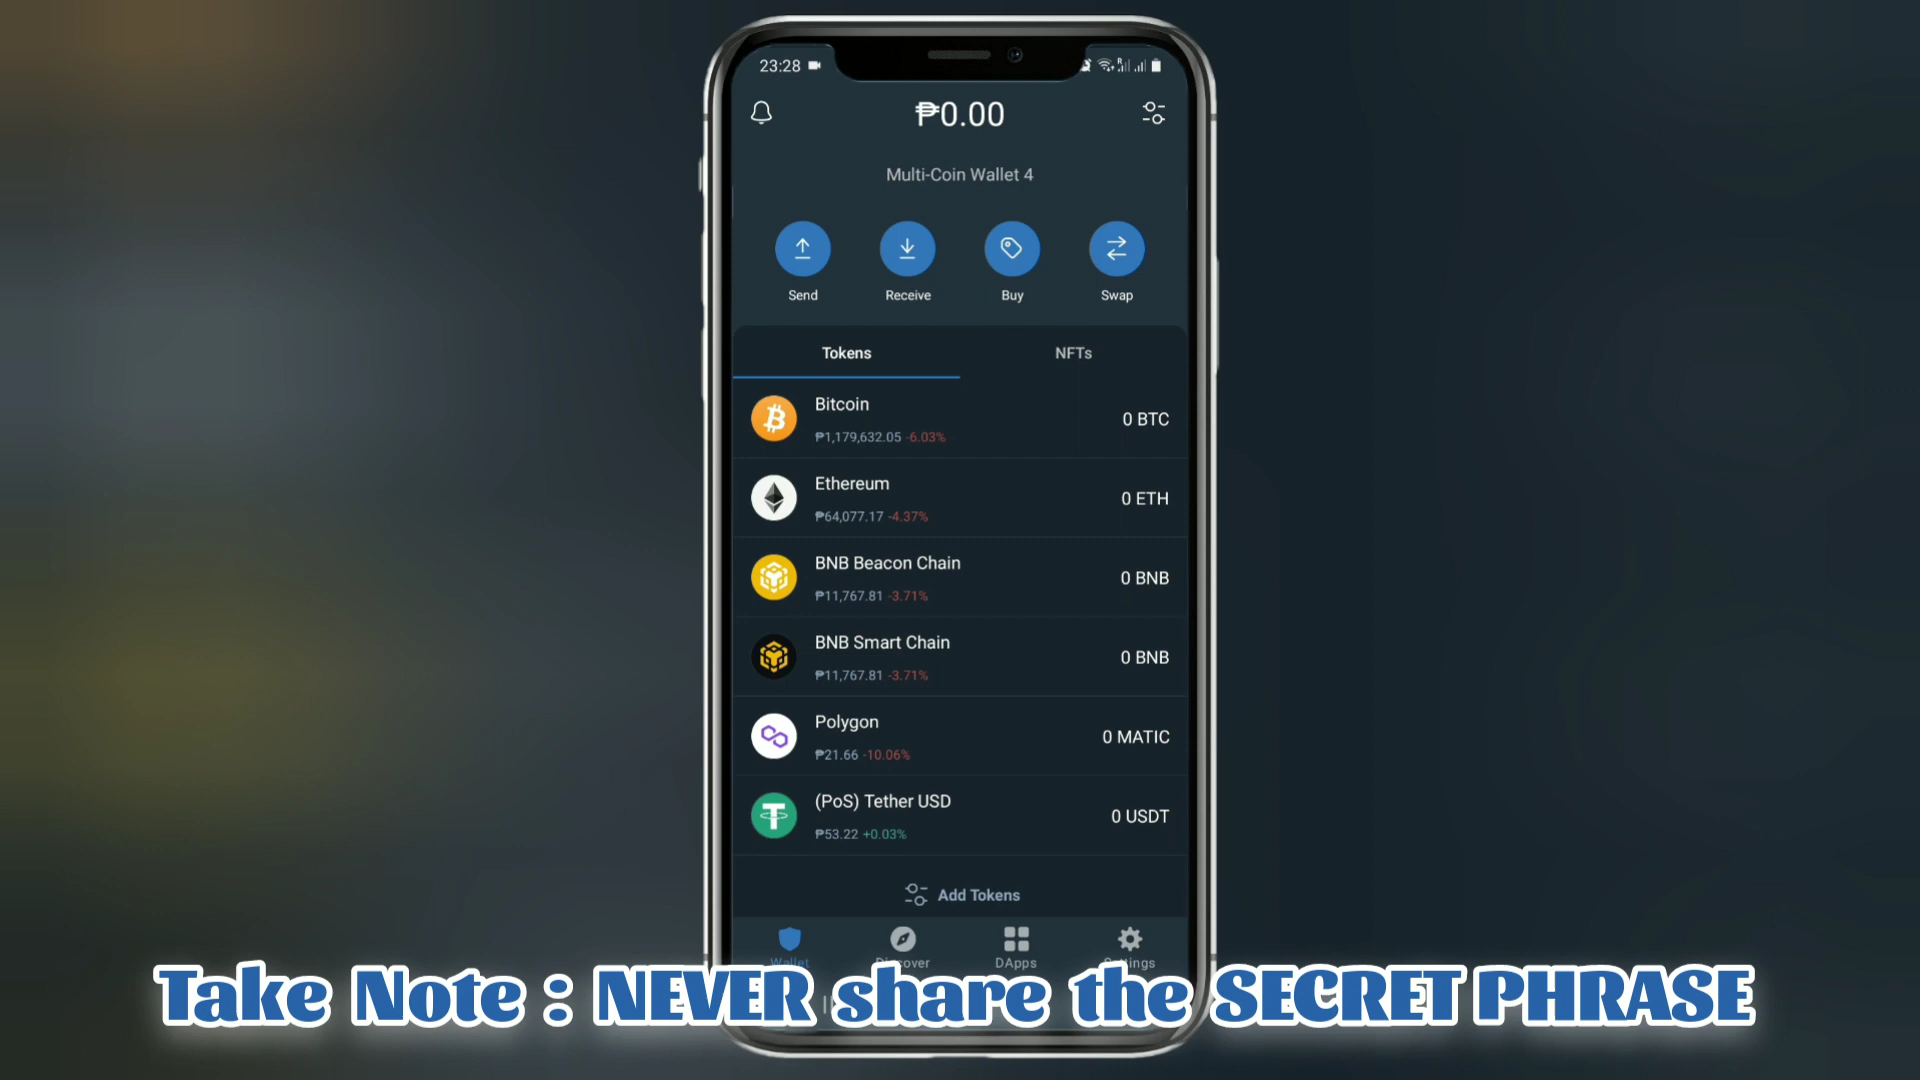 23:28
₱0.00
Multi-Coin Wallet 4
Send Receive Buy Swap
Tokens NFTs
Bitcoin
₱1,179,632.05 -6.03%
0 BTC
Ethereum
₱64,077.17 -4.37%
0 ETH
BNB Beacon Chain
₱11,767.81 -3.71%
0 BNB
BNB Smart Chain
₱11,767.81 -3.71%
0 BNB
Polygon
₱21.66 -10.06%
0 MATIC
(PoS) Tether USD
₱53.22 +0.03%
0 USDT
Add Tokens
Wallet Discover DApps Settings
Take Note : NEVER share the SECRET PHRASE